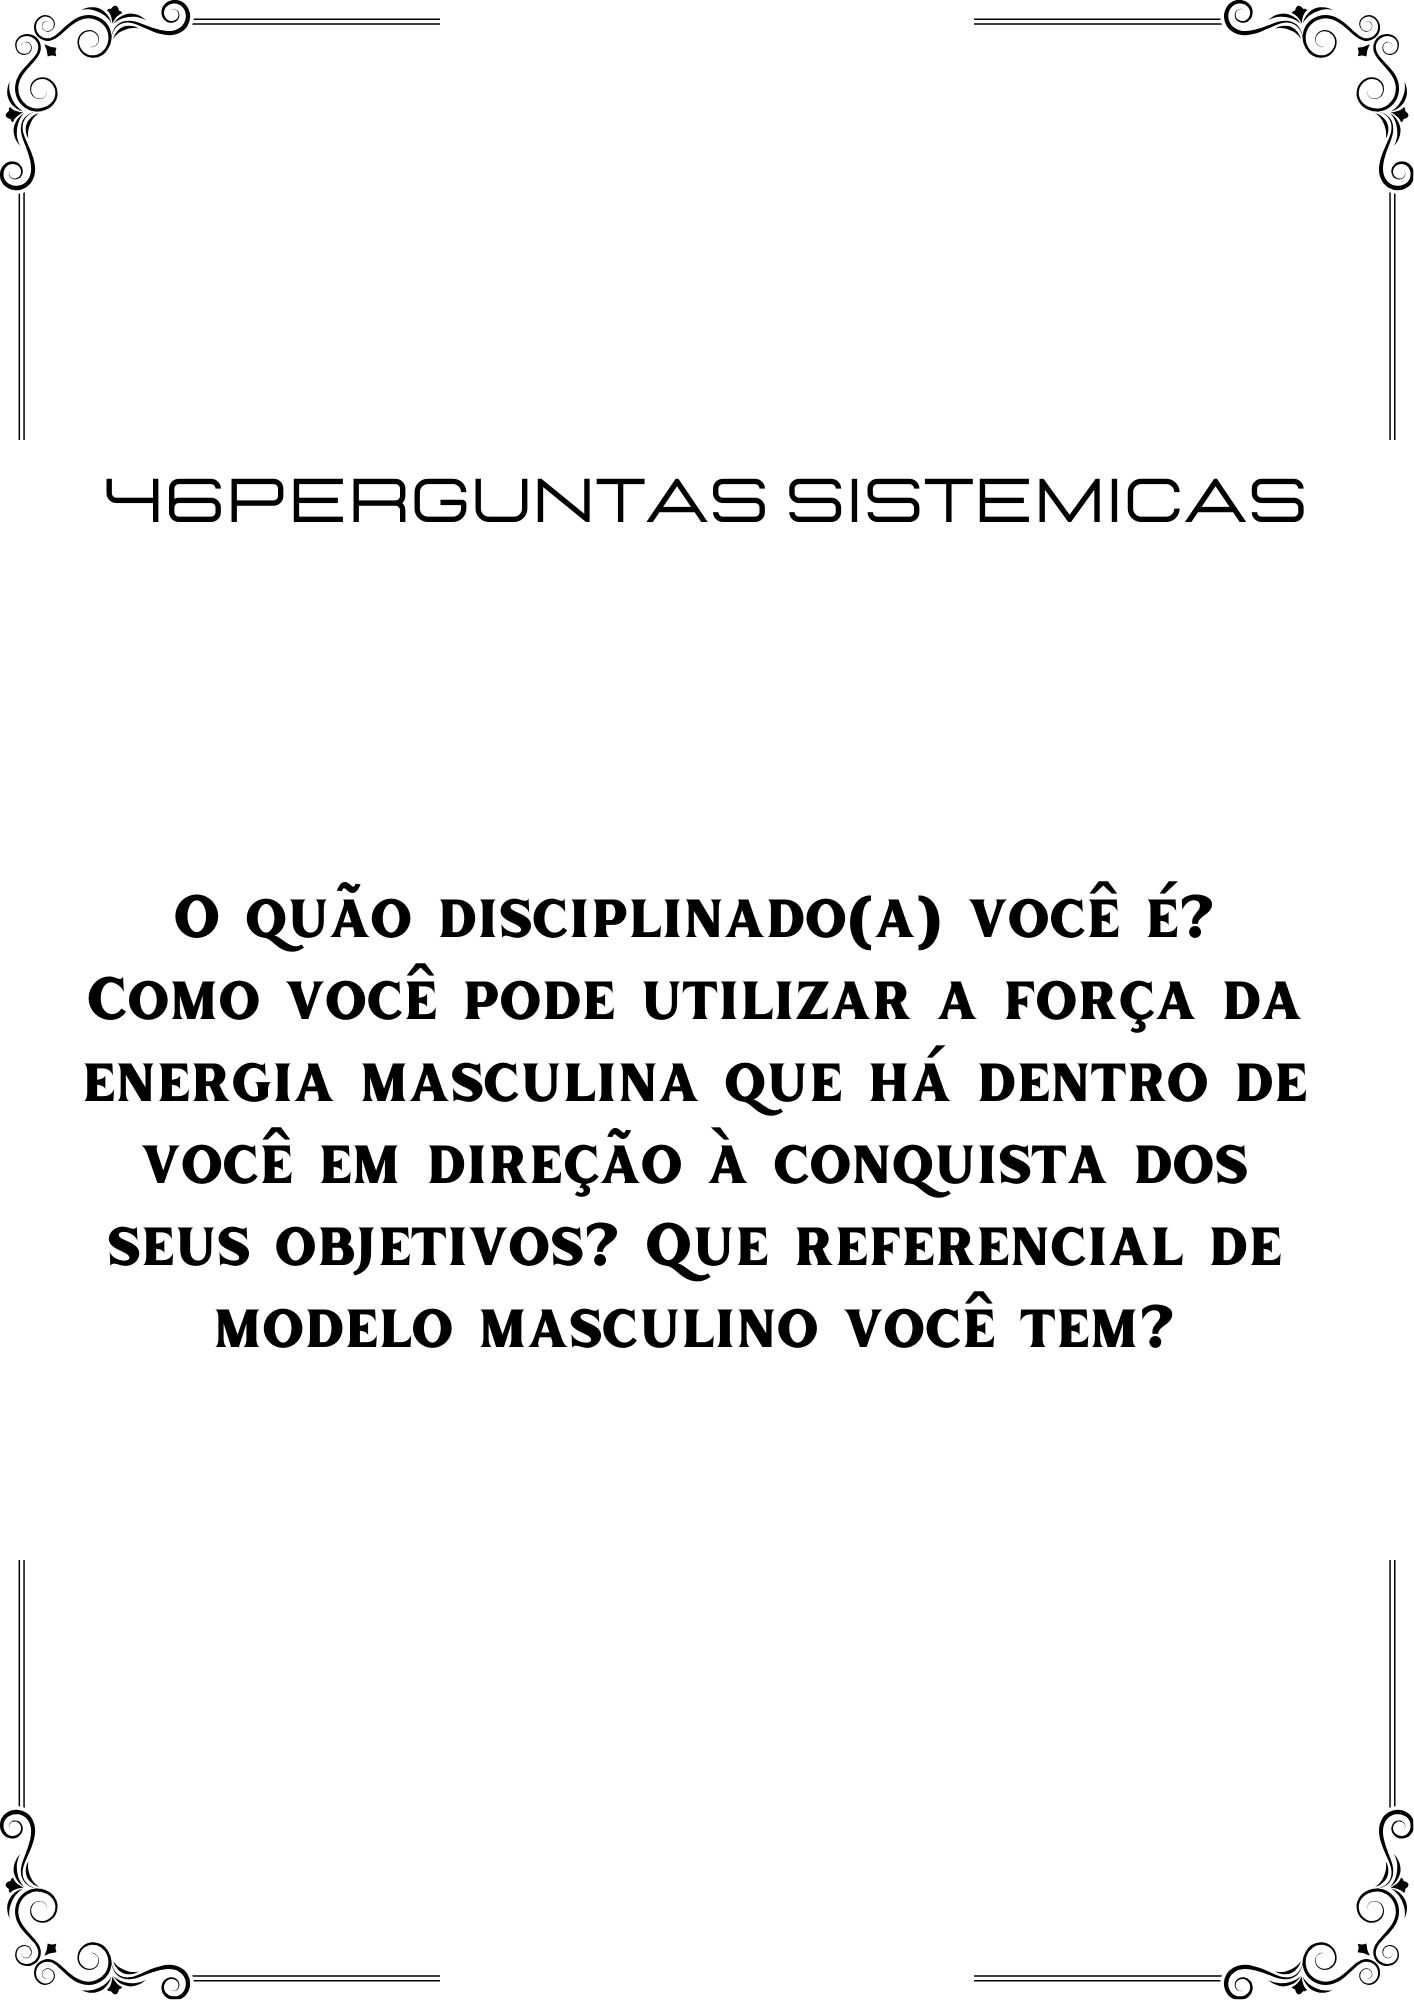 46PERGUNTAS SISTEMICAS
O quão disciplinado(a) você é?
Como você pode utilizar a força da
energia masculina que há dentro de
você em direção à conquista dos
seus objetivos? Que referencial de
modelo masculino você tem?